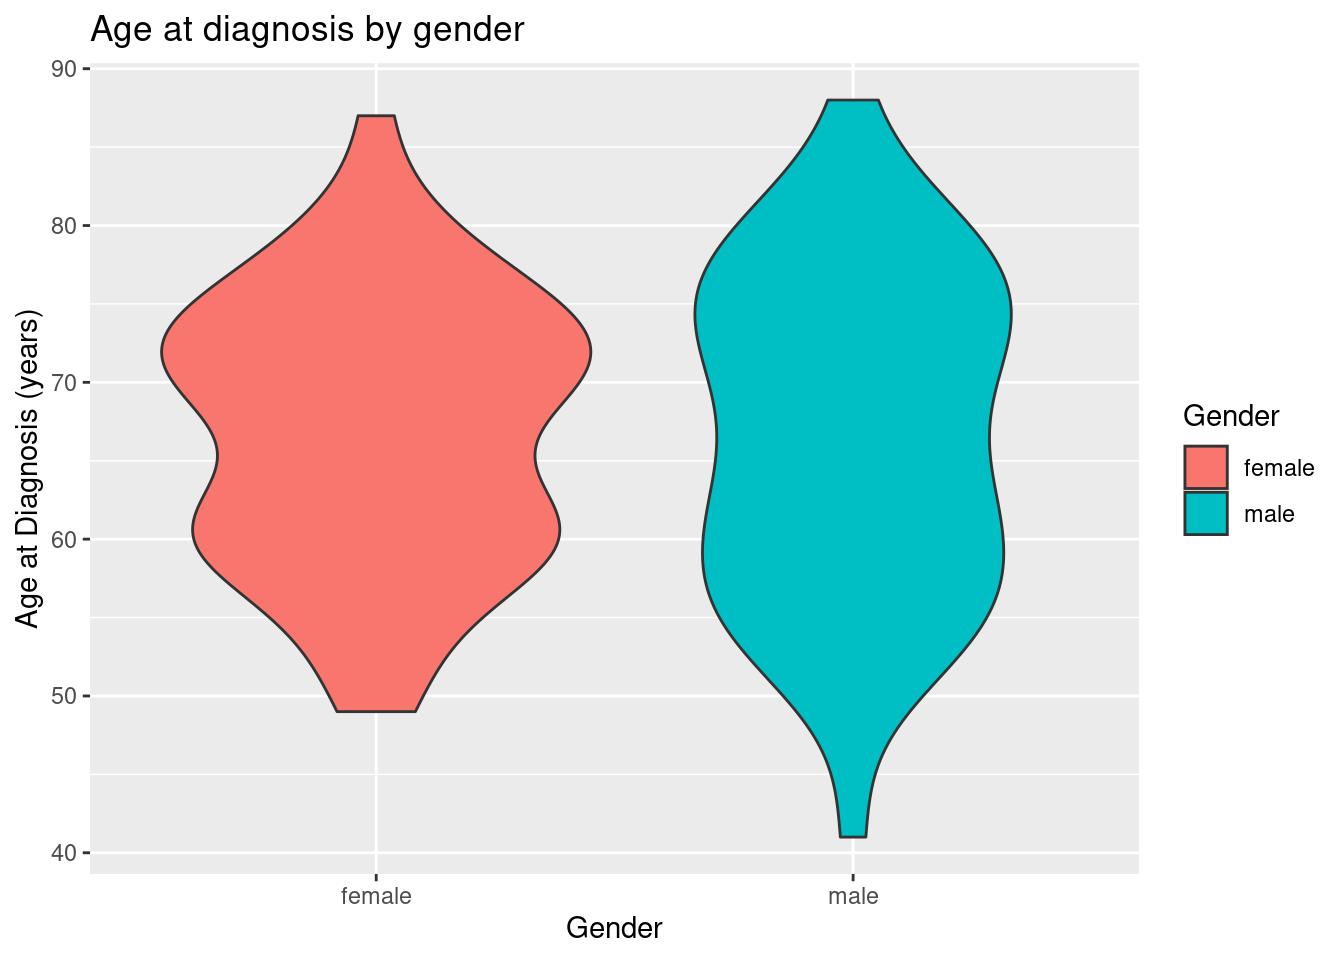 Age at diagnosis by gender
90
80
70
60
50
40
Age at Diagnosis (years)
female
male
Gender
Gender
female
male